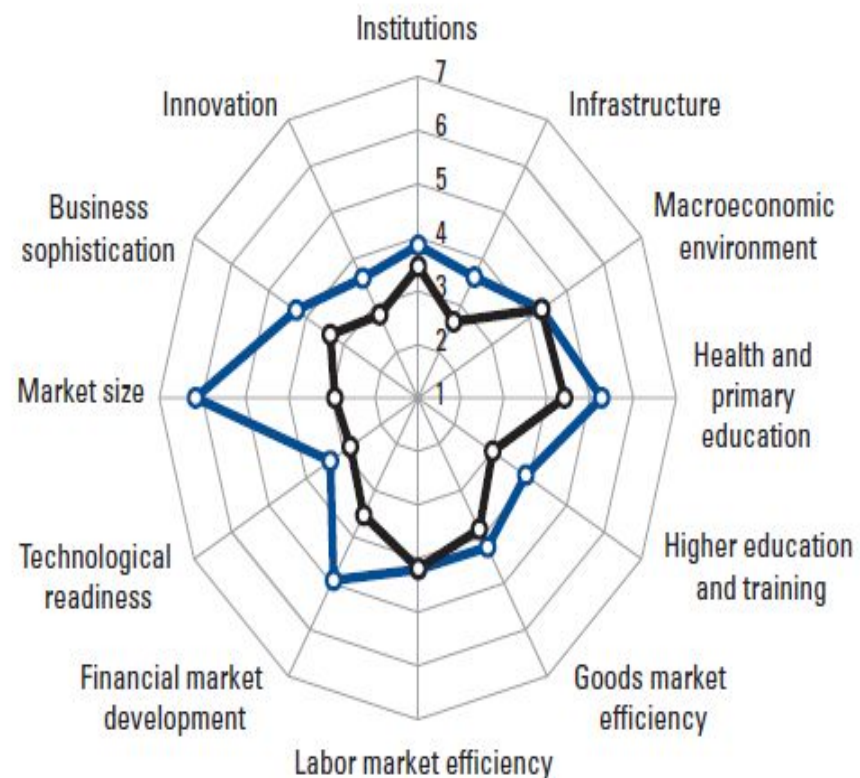 Institutions
7
6
5
4
3
2
1
Infrastructure
Macroeconomic
environment
Health and
primary
education
Higher education
and training
Goods market
efficiency
Labor market efficiency
Financial market
development
Technological
readiness
Market size
Business
sophistication
Innovation